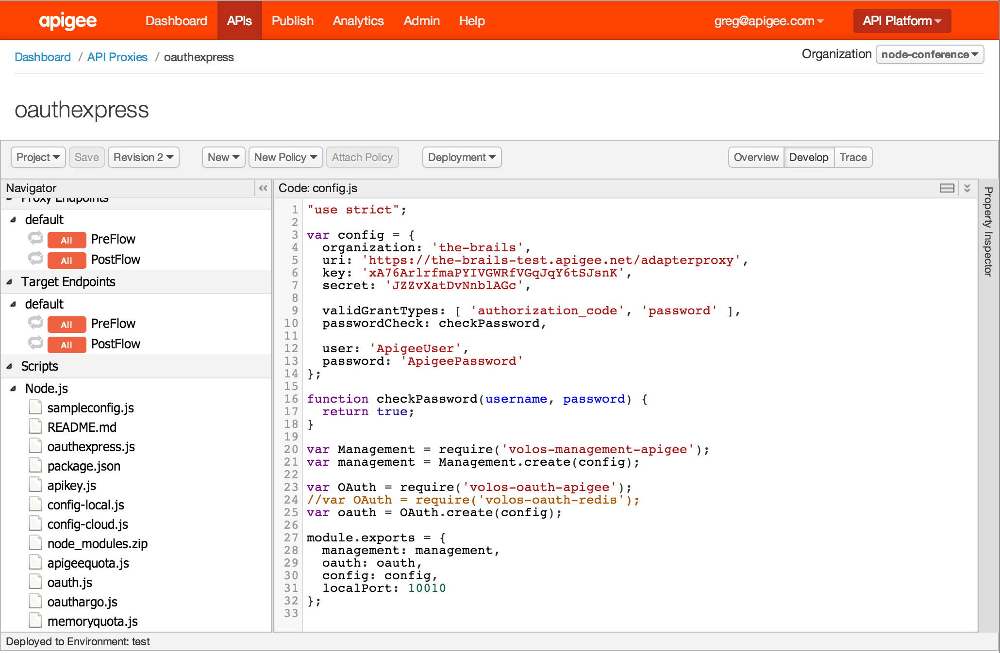 apigee Dashboard APIs Publish Analytics Admin Help greg@apigee.com API Platform
Dashboard / API Proxies / oauthexpress Organization node-conference
oauthexpress
Project Save Revision 2 New New Policy Attach Policy Deployment Overview Develop Trace
Navigator
Proxy Endpoints
default
All PreFlow
All PostFlow
Target Endpoints
default
All PreFlow
All PostFlow
Scripts
Node.js
sampleconfig.js
README.md
oauthexpress.js
package.json
apikey.js
config-local.js
config-cloud.js
node_modules.zip
apigeequota.js
oauth.js
oauthargo.js
memoryquota.js
Code: config.js
1 "use strict";
2
3 var config = {
4   organization: 'the-brails',
5   uri: 'https://the-brails-test.apigee.net/adapterproxy',
6   key: 'xA76ArlrfmaPYIVGWRfVGqJqY6tSJsnK',
7   secret: 'JZZvXatDvNnblAGc',
8
9   validGrantTypes: [ 'authorization_code', 'password' ],
10   passwordCheck: checkPassword,
11
12   user: 'ApigeeUser',
13   password: 'ApigeePassword'
14 };
15
16 function checkPassword(username, password) {
17   return true;
18 }
19
20 var Management = require('volos-management-apigee');
21 var management = Management.create(config);
22
23 var OAuth = require('volos-oauth-apigee');
24 //var OAuth = require('volos-oauth-redis');
25 var oauth = OAuth.create(config);
26
27 module.exports = {
28   management: management,
29   oauth: oauth,
30   config: config,
31   localPort: 10010
32 };
33
Property Inspector
Deployed to Environment: test